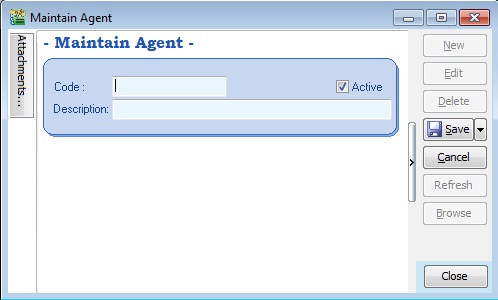 Maintain Agent
Attachments...
- Maintain Agent -
Code :
Active
Description:
New
Edit
Delete
Save
Cancel
Refresh
Browse
Close